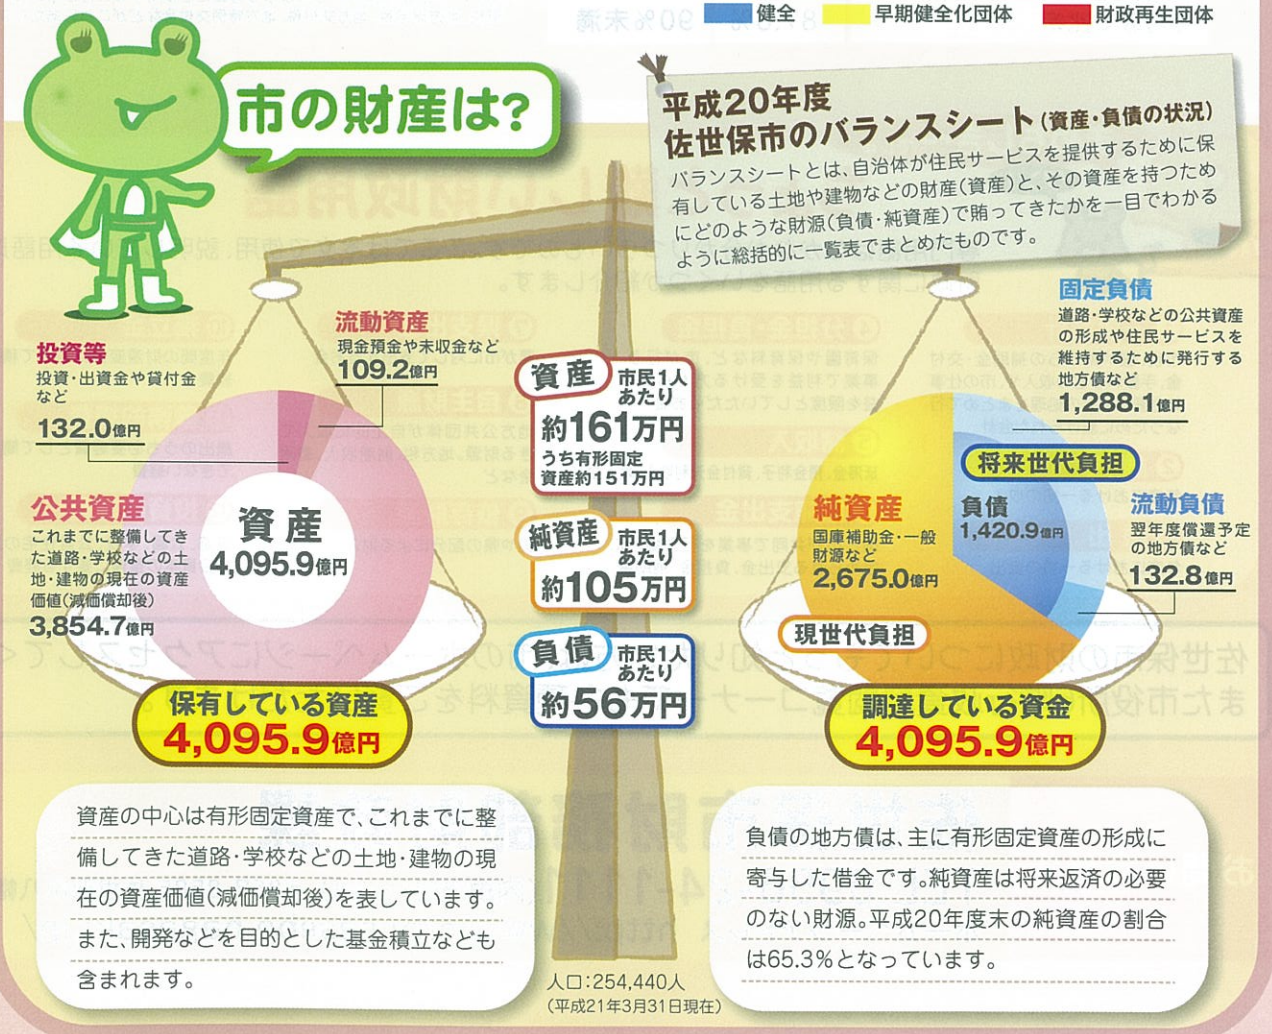 健全
早期健全化団体
財政再生団体
市の財産は?
平成20年度
佐世保市のバランスシート(資産・負債の状況)
バランスシートとは、自治体が住民サービスを提供するために保
有している土地や建物などの財産(資産)と、その資産を持つため
にどのような財源(負債・純資産)で賄ってきたかを一目でわかる
ように総括的に一覧表でまとめたものです。
投資等
投資・出資金や貸付金
など
132.0億円
流動資産
現金預金や未収金など
109.2億円
公共資産
これまでに整備してき
た道路・学校などの土
地・建物の現在の資産
価値(減価償却後)
3,854.7億円
資産
4,095.9億円
保有している資産
4,095.9億円
資産
市民1人
あたり
約161万円
うち有形固定
資産約151万円
純資産
市民1人
あたり
約105万円
負債
市民1人
あたり
約56万円
固定負債
道路・学校などの公共資産
の形成や住民サービスを
維持するために発行する
地方債など
1,288.1億円
将来世代負担
負債
1,420.9億円
流動負債
翌年度償還予定
の地方債など
132.8億円
純資産
国庫補助金・一般
財源など
2,675.0億円
現世代負担
調達している資金
4,095.9億円
資産の中心は有形固定資産で、これまでに整
備してきた道路・学校などの土地・建物の現
在の資産価値(減価償却後)を表しています。
また、開発などを目的とした基金積立なども
含まれます。
負債の地方債は、主に有形固定資産の形成に
寄与した借金です。純資産は将来返済の必要
のない財源。平成20年度末の純資産の割合
は65.3%となっています。
人口:254,440人
(平成21年3月31日現在)